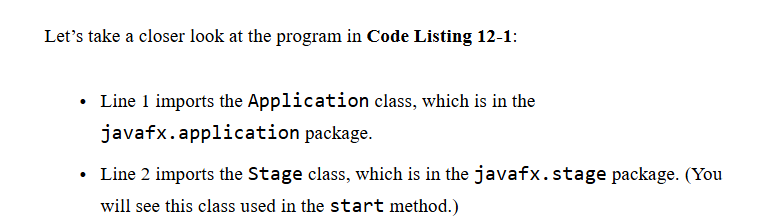 Let’s take a closer look at the program in Code Listing 12-1:
• Line 1 imports the Application class, which is in the
javafx.application package.
• Line 2 imports the Stage class, which is in the javafx.stage package. (You
will see this class used in the start method.)